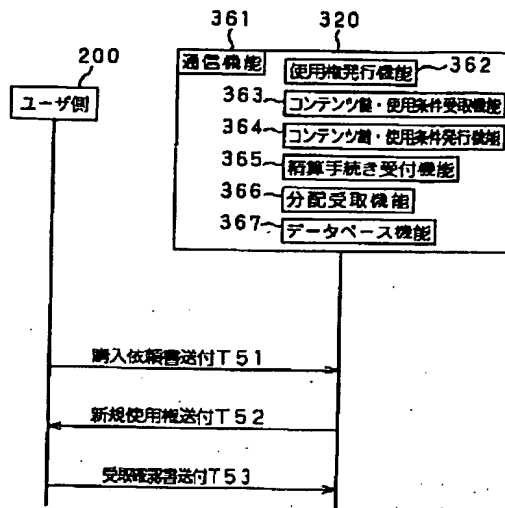 361 320
200 通信機能 使用権発行機能 362
ユーザ側 363 コンテンツ鍵・使用条件受取機能
364 コンテンツ鍵・使用条件発行機能
365 精算手続き受付機能
366 分配受取機能
367 データベース機能
購入依頼書送付T51
新規使用権送付T52
受取確認書送付T53